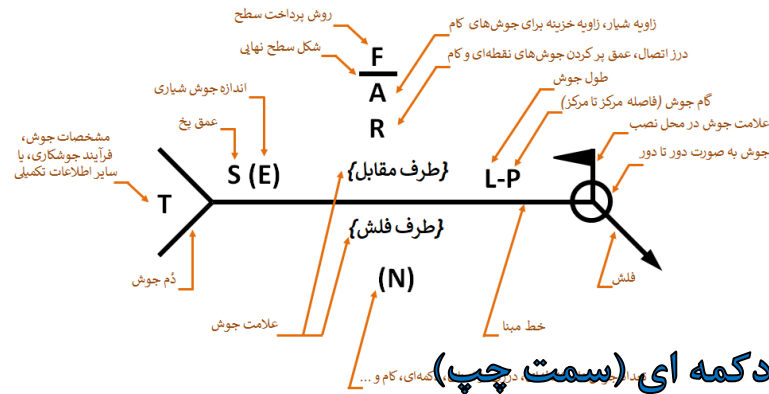 روش پرداخت سطح
F
شکل سطح نهایی
A
R
زاویه شیار، زاویه خزینه برای جوش‌های کام
درز اتصال، عمق پر کردن جوش‌های نقطه‌ای و کام
طول جوش
گام جوش (فاصله مرکز تا مرکز)
علامت جوش در محل نصب
جوش به صورت دور تا دور
اندازه جوش شیاری
عمق پخ
مشخصات جوش،
فرآیند جوشکاری، یا
سایر اطلاعات تکمیلی
T
S (E)
{طرف مقابل}
L-P
{طرف فلش}
(N)
دُم جوش
علامت جوش
خط مبنا
فلش
دکمه ای (سمت چپ)
دکمه‌ای، کام و ...